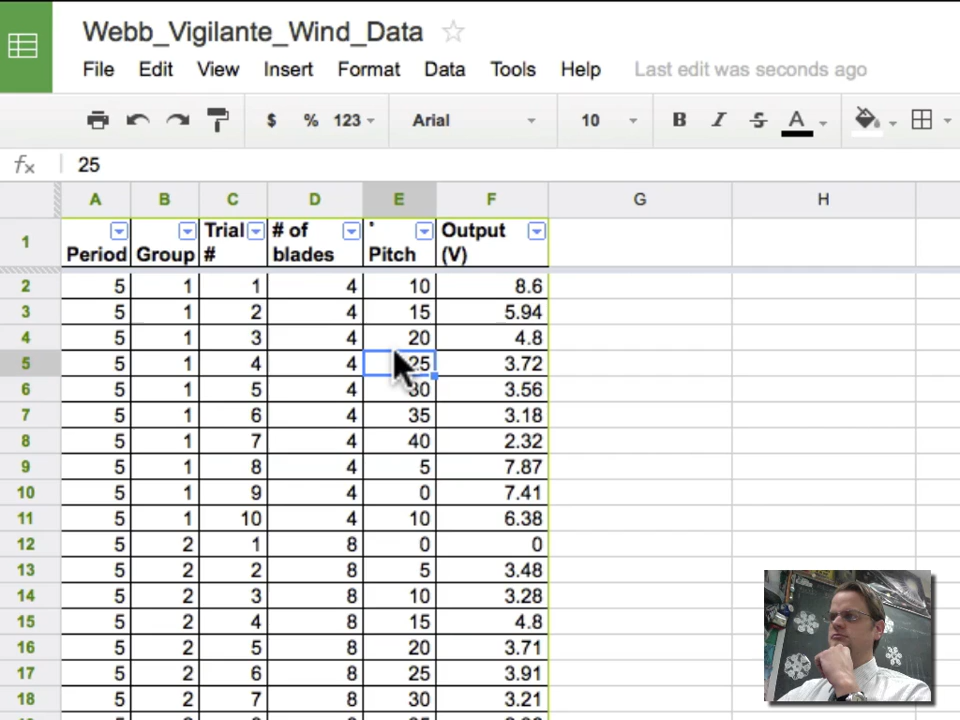 Webb_Vigilante_Wind_Data
File Edit View Insert Format Data Tools Help Last edit was seconds ago
$ % 123 Arial 10 B I S A
fx 25
A B C D E F G H
1 Period Group Trial # # of blades ' Pitch Output (V)
2 5 1 1 4 10 8.6
3 5 1 2 4 15 5.94
4 5 1 3 4 20 4.8
5 5 1 4 4 25 3.72
6 5 1 5 4 30 3.56
7 5 1 6 4 35 3.18
8 5 1 7 4 40 2.32
9 5 1 8 4 5 7.87
10 5 1 9 4 0 7.41
11 5 1 10 4 10 6.38
12 5 2 1 8 0 0
13 5 2 2 8 5 3.48
14 5 2 3 8 10 3.28
15 5 2 4 8 15 4.8
16 5 2 5 8 20 3.71
17 5 2 6 8 25 3.91
18 5 2 7 8 30 3.21